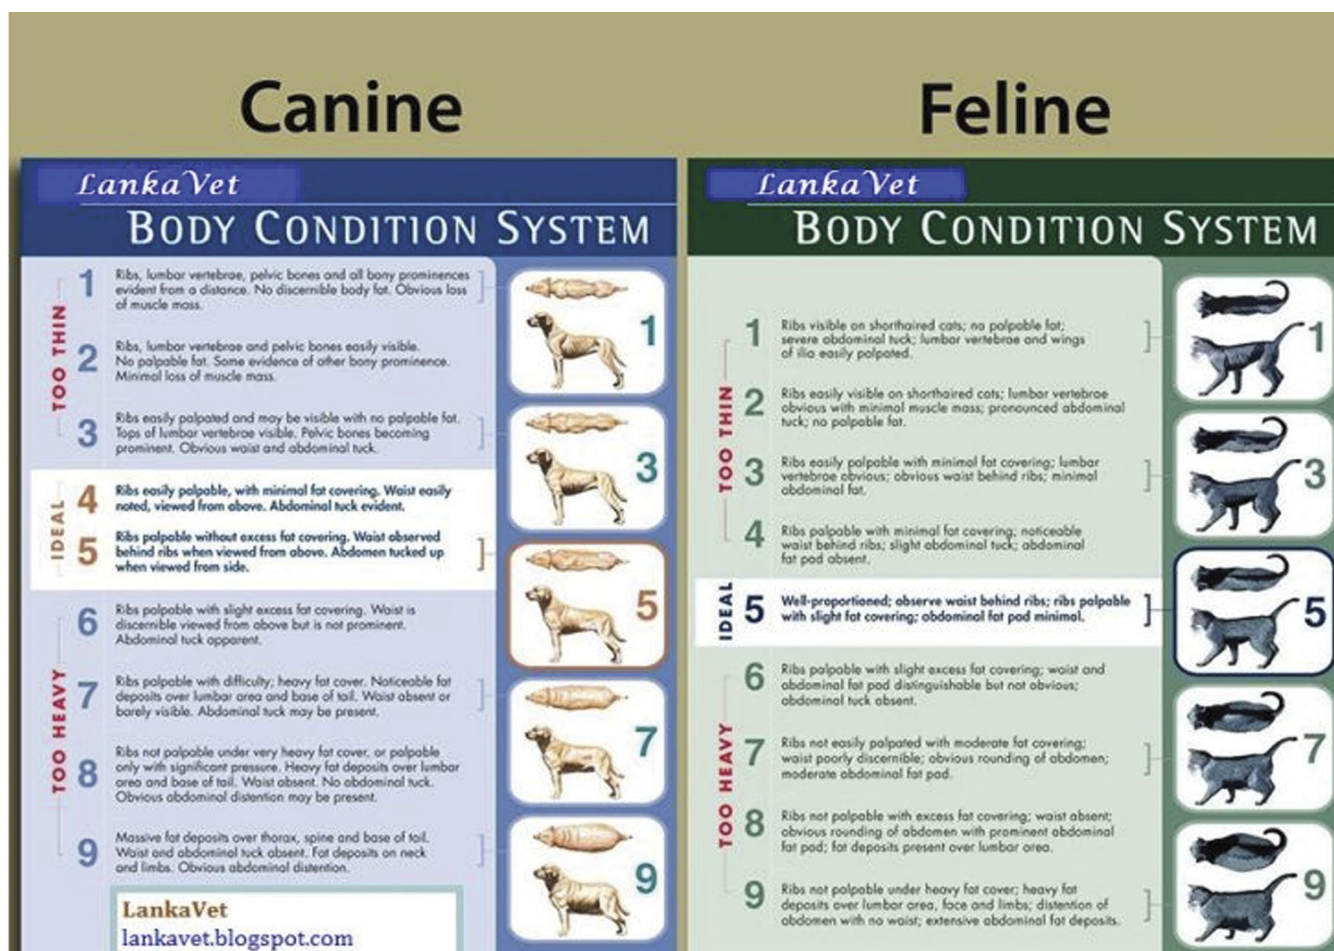 Canine
LankaVet
BODY CONDITION SYSTEM
TOO THIN
1
Ribs, lumbar vertebrae, pelvic bones and all bony prominences
evident from a distance. No discernible body fat. Obvious loss
of muscle mass.
2
Ribs, lumbar vertebrae and pelvic bones easily visible.
No palpable fat. Some evidence of other bony prominence.
Minimal loss of muscle mass.
3
Ribs easily palpated and may be visible with no palpable fat.
Tops of lumbar vertebrae visible. Pelvic bones becoming
prominent. Obvious waist and abdominal tuck.
IDEAL
4
Ribs easily palpable, with minimal fat covering. Waist easily
noted, viewed from above. Abdominal tuck evident.
5
Ribs palpable without excess fat covering. Waist observed
behind ribs when viewed from above. Abdomen tucked up
when viewed from side.
TOO HEAVY
6
Ribs palpable with slight excess fat covering. Waist is
discernible viewed from above but is not prominent.
Abdominal tuck apparent.
7
Ribs palpable with difficulty; heavy fat cover. Noticeable fat
deposits over lumbar area and base of tail. Waist absent or
barely visible. Abdominal tuck may be present.
8
Ribs not palpable under very heavy fat cover, or palpable
only with significant pressure. Heavy fat deposits over lumbar
area and base of tail. Waist absent. No abdominal tuck.
Obvious abdominal distention may be present.
9
Massive fat deposits over thorax, spine and base of tail.
Waist and abdominal tuck absent. Fat deposits on neck
and limbs. Obvious abdominal distention.
1
3
5
7
9
LankaVet
lankavet.blogspot.com
Feline
LankaVet
BODY CONDITION SYSTEM
TOO THIN
1
Ribs visible on shorthaired cats; no palpable fat;
severe abdominal tuck; lumbar vertebrae and wings
of ilia easily palpated.
2
Ribs easily visible on shorthaired cats; lumbar vertebrae
obvious with minimal muscle mass; pronounced abdominal
tuck; no palpable fat.
3
Ribs easily palpable with minimal fat covering; lumbar
vertebrae obvious; obvious waist behind ribs; minimal
abdominal fat.
4
Ribs palpable with minimal fat covering; noticeable
waist behind ribs; slight abdominal tuck; abdominal
fat pad absent.
IDEAL
5
Well-proportioned; observe waist behind ribs; ribs palpable
with slight fat covering; abdominal fat pad minimal.
TOO HEAVY
6
Ribs palpable with slight excess fat covering; waist and
abdominal fat pad distinguishable but not obvious;
abdominal tuck absent.
7
Ribs not easily palpated with moderate fat covering;
waist poorly discernible; obvious rounding of abdomen;
moderate abdominal fat pad.
8
Ribs not palpable with excess fat covering; waist absent;
obvious rounding of abdomen with prominent abdominal
fat pad; fat deposits present over lumbar area.
9
Ribs not palpable under heavy fat cover; heavy fat
deposits over lumbar area, face and limbs; distention of
abdomen with no waist; extensive abdominal fat deposits.
1
3
5
7
9